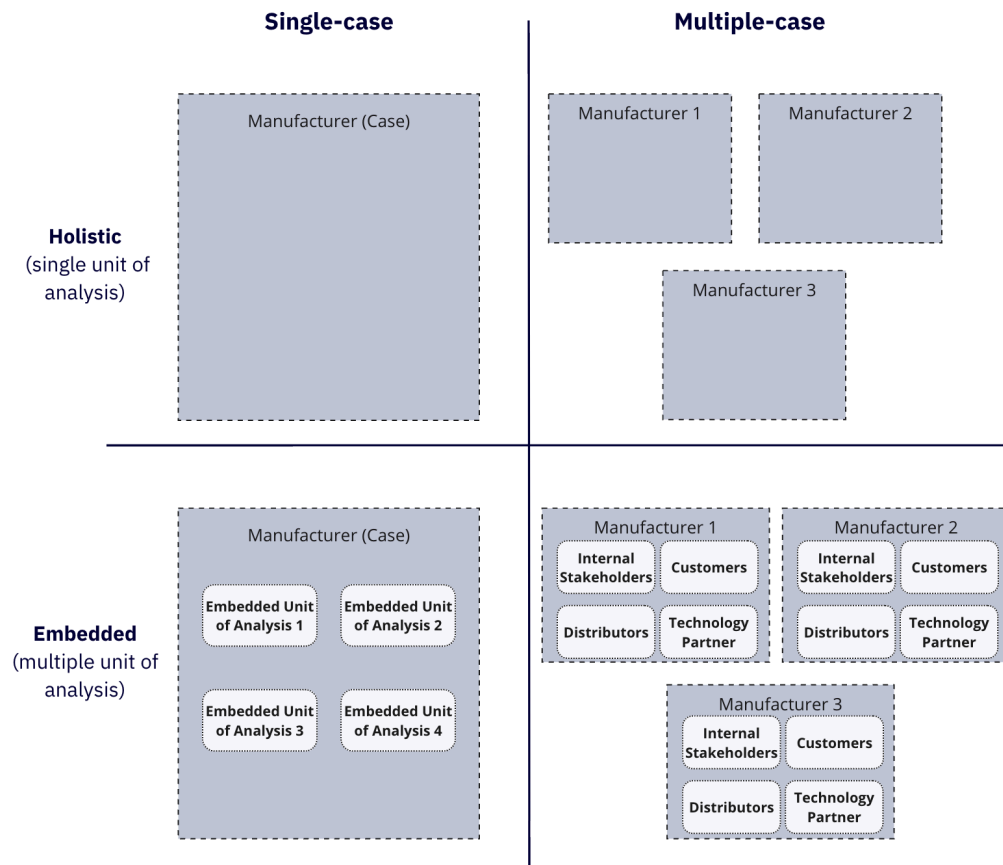 Single-case
Multiple-case
Holistic
(single unit of
analysis)
Manufacturer (Case)
Manufacturer 1
Manufacturer 2
Manufacturer 3
Embedded
(multiple unit of
analysis)
Manufacturer (Case)
Embedded Unit
of Analysis 1
Embedded Unit
of Analysis 2
Embedded Unit
of Analysis 3
Embedded Unit
of Analysis 4
Manufacturer 1
Internal
Stakeholders
Customers
Distributors
Technology
Partner
Manufacturer 2
Internal
Stakeholders
Customers
Distributors
Technology
Partner
Manufacturer 3
Internal
Stakeholders
Customers
Distributors
Technology
Partner